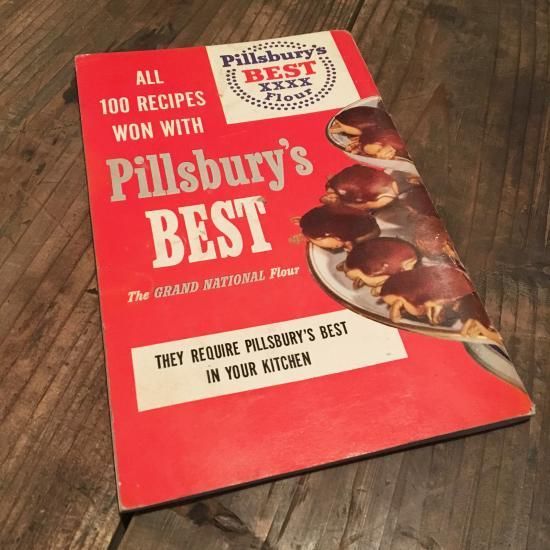 Pillsbury's
BEST
XXXX
Flour
ALL
100 RECIPES
WON WITH
Pillsbury's
BEST
The GRAND NATIONAL Flour
THEY REQUIRE PILLSBURY'S BEST
IN YOUR KITCHEN